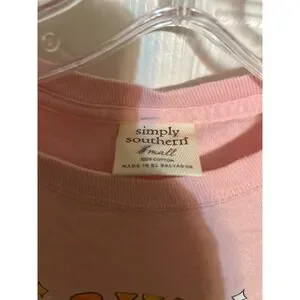 simply
southern
small
100% COTTON
MADE IN EL SALVADOR